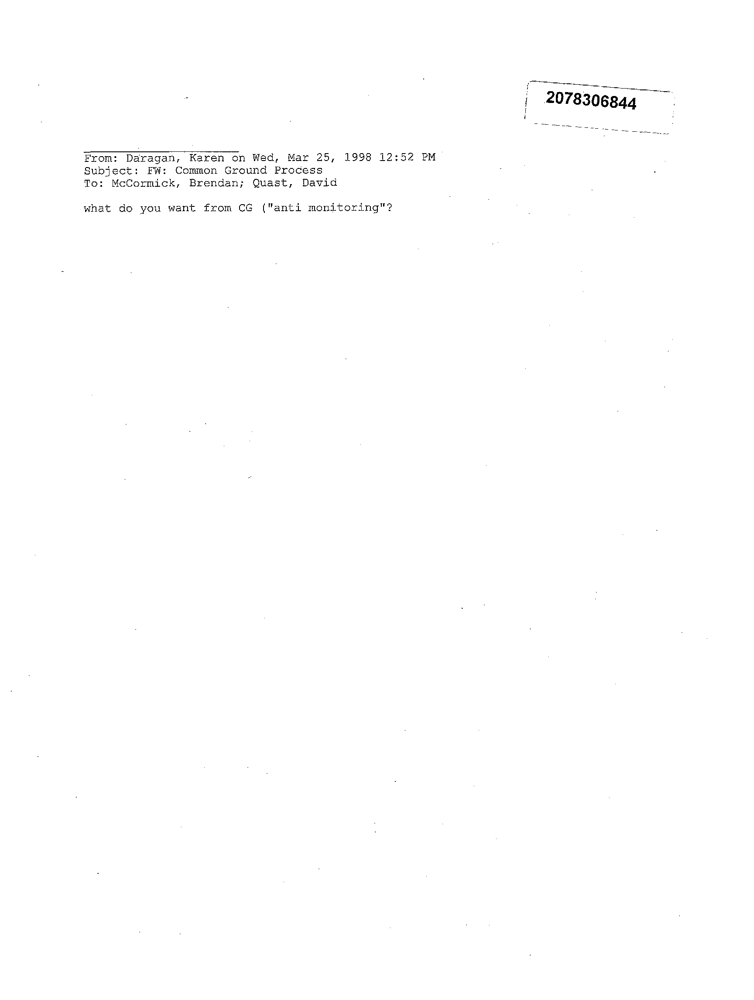 2078306844
From: Daragan, Karen on Wed, Mar 25, 1998 12:52 PM
Subject: FW: Common Ground Process
To: McCormick, Brendan; Quast, David
what do you want from CG ("anti monitoring"?